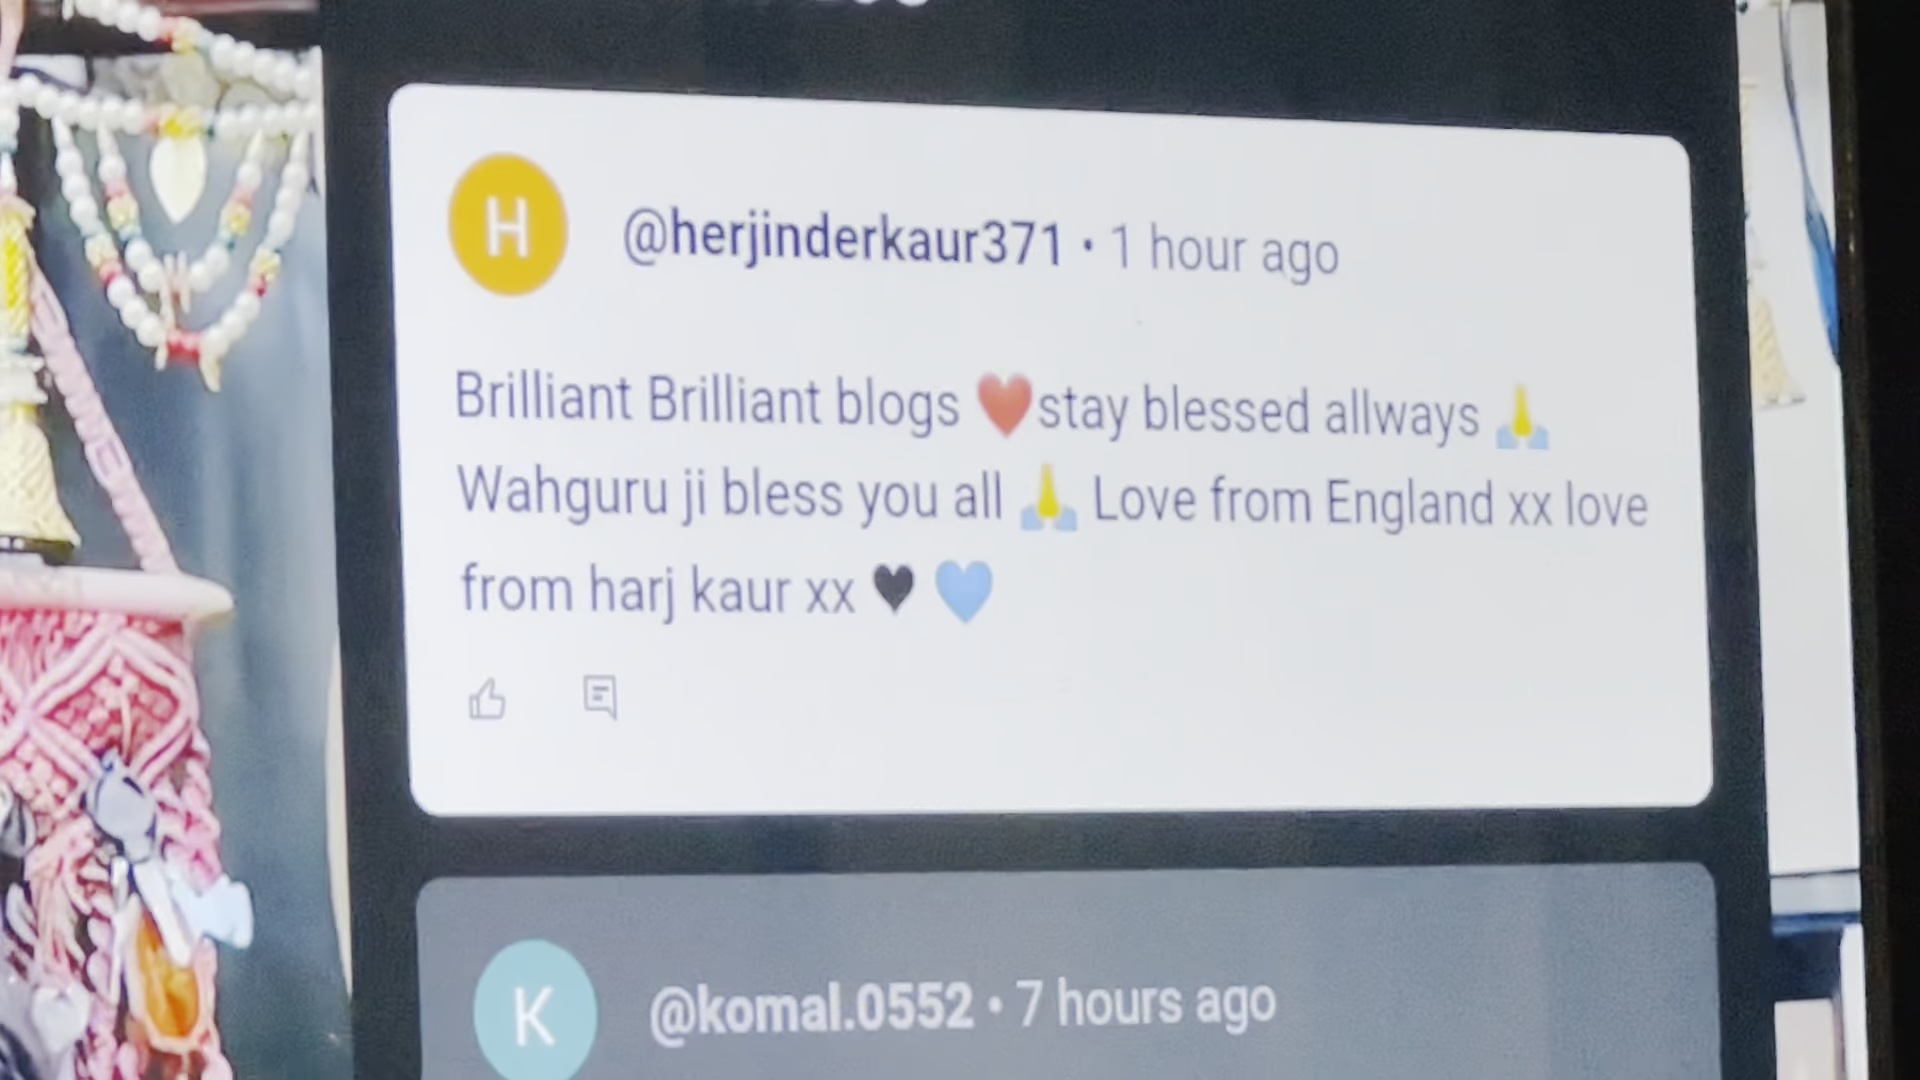 H
@herjinderkaur371 • 1 hour ago
Brilliant Brilliant blogs ❤️stay blessed allways 🙏
Wahguru ji bless you all 🙏 Love from England xx love
from harj kaur xx ♥ 💙
K
@komal.0552 • 7 hours ago